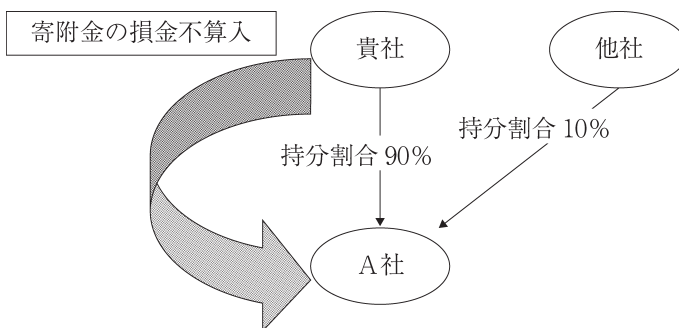 寄附金の損金不算入
貴社
他社
持分割合 90%
持分割合 10%
A社